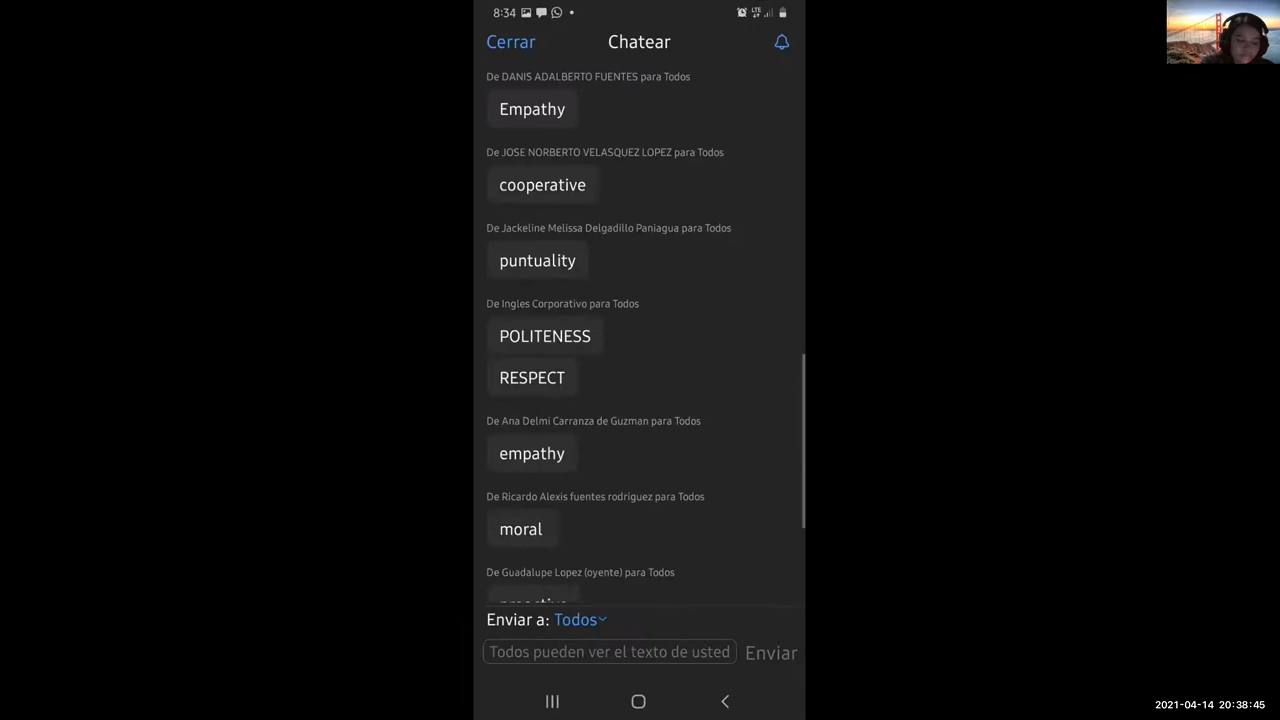 8:34
LTE
Cerrar
Chatear
De DANIS ADALBERTO FUENTES para Todos
Empathy
De JOSE NORBERTO VELASQUEZ LOPEZ para Todos
cooperative
De Jackeline Melissa Delgadillo Paniagua para Todos
puntuality
De Ingles Corporativo para Todos
POLITENESS
RESPECT
De Ana Delmi Carranza de Guzman para Todos
empathy
De Ricardo Alexis fuentes rodriguez para Todos
moral
De Guadalupe Lopez (oyente) para Todos
Enviar a: Todos
Todos pueden ver el texto de usted
Enviar
2021-04-14 20:38:45